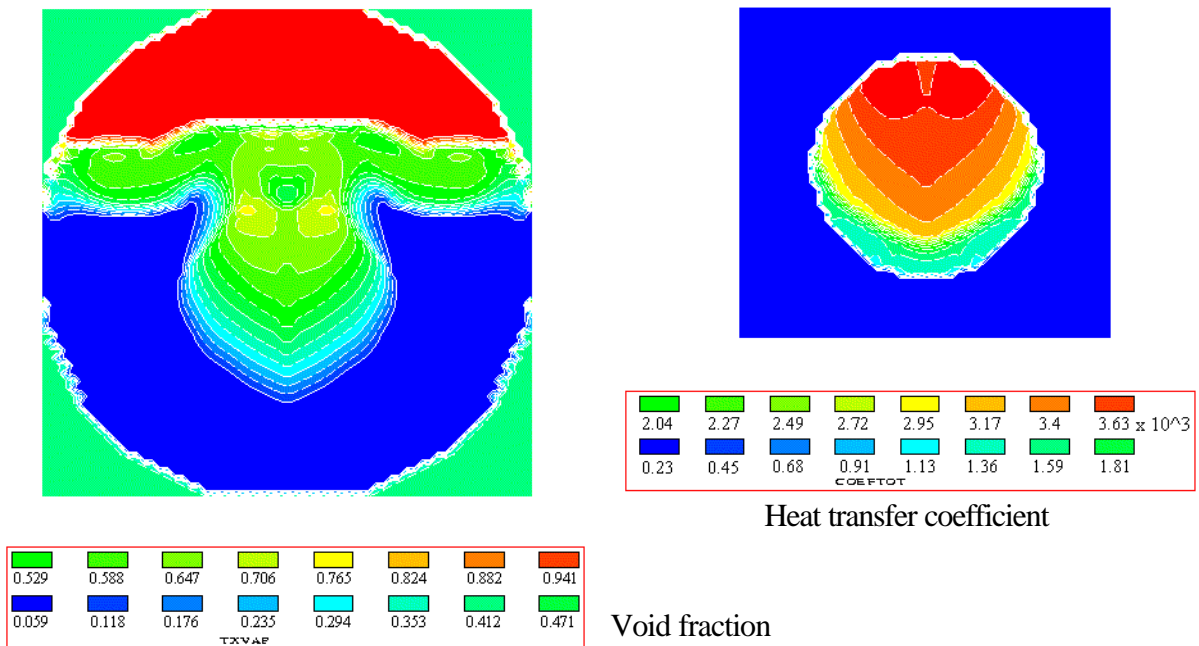 2.04 2.27 2.49 2.72 2.95 3.17 3.4 3.63 x 10^3
0.23 0.45 0.68 0.91 1.13 1.36 1.59 1.81
COEFTOT
Heat transfer coefficient
0.529 0.588 0.647 0.706 0.765 0.824 0.882 0.941
0.059 0.118 0.176 0.235 0.294 0.353 0.412 0.471
TXVAP
Void fraction